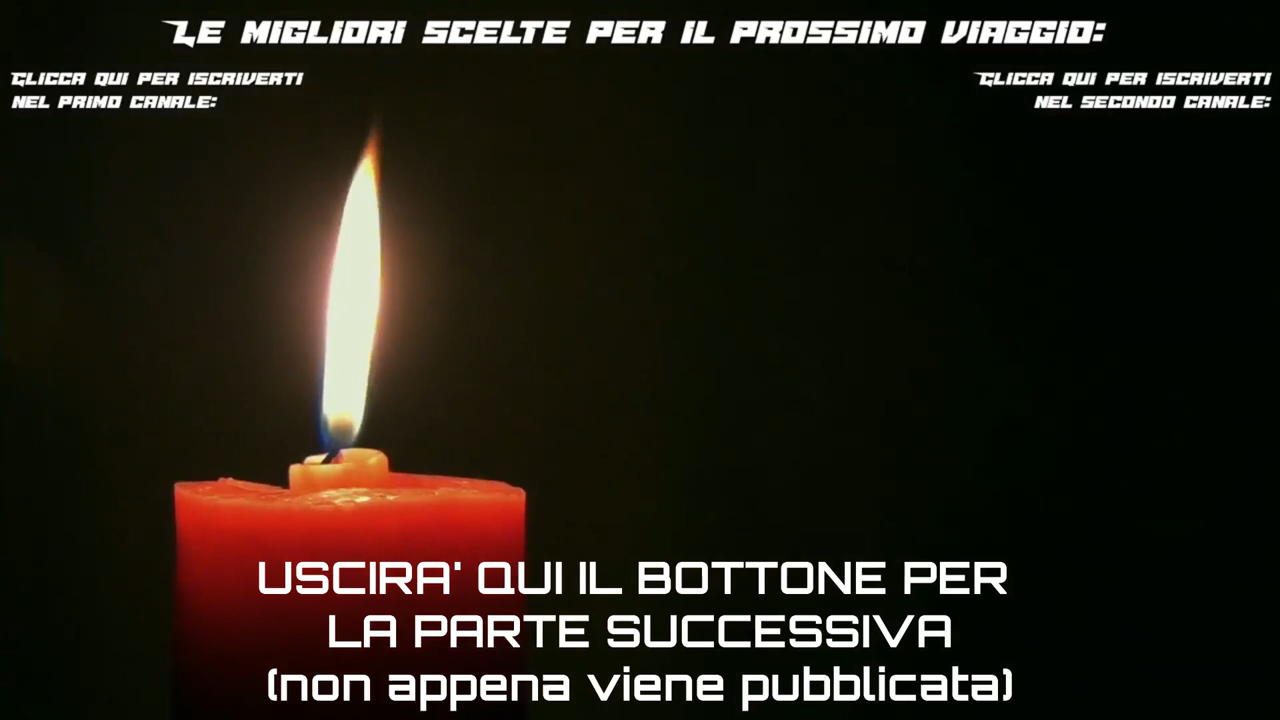 LE MIGLIORI SCELTE PER IL PROSSIMO VIAGGIO:
CLICCA QUI PER ISCRIVERTI
NEL PRIMO CANALE:
CLICCA QUI PER ISCRIVERTI
NEL SECONDO CANALE:
USCIRA' QUI IL BOTTONE PER
LA PARTE SUCCESSIVA
(non appena viene pubblicata)